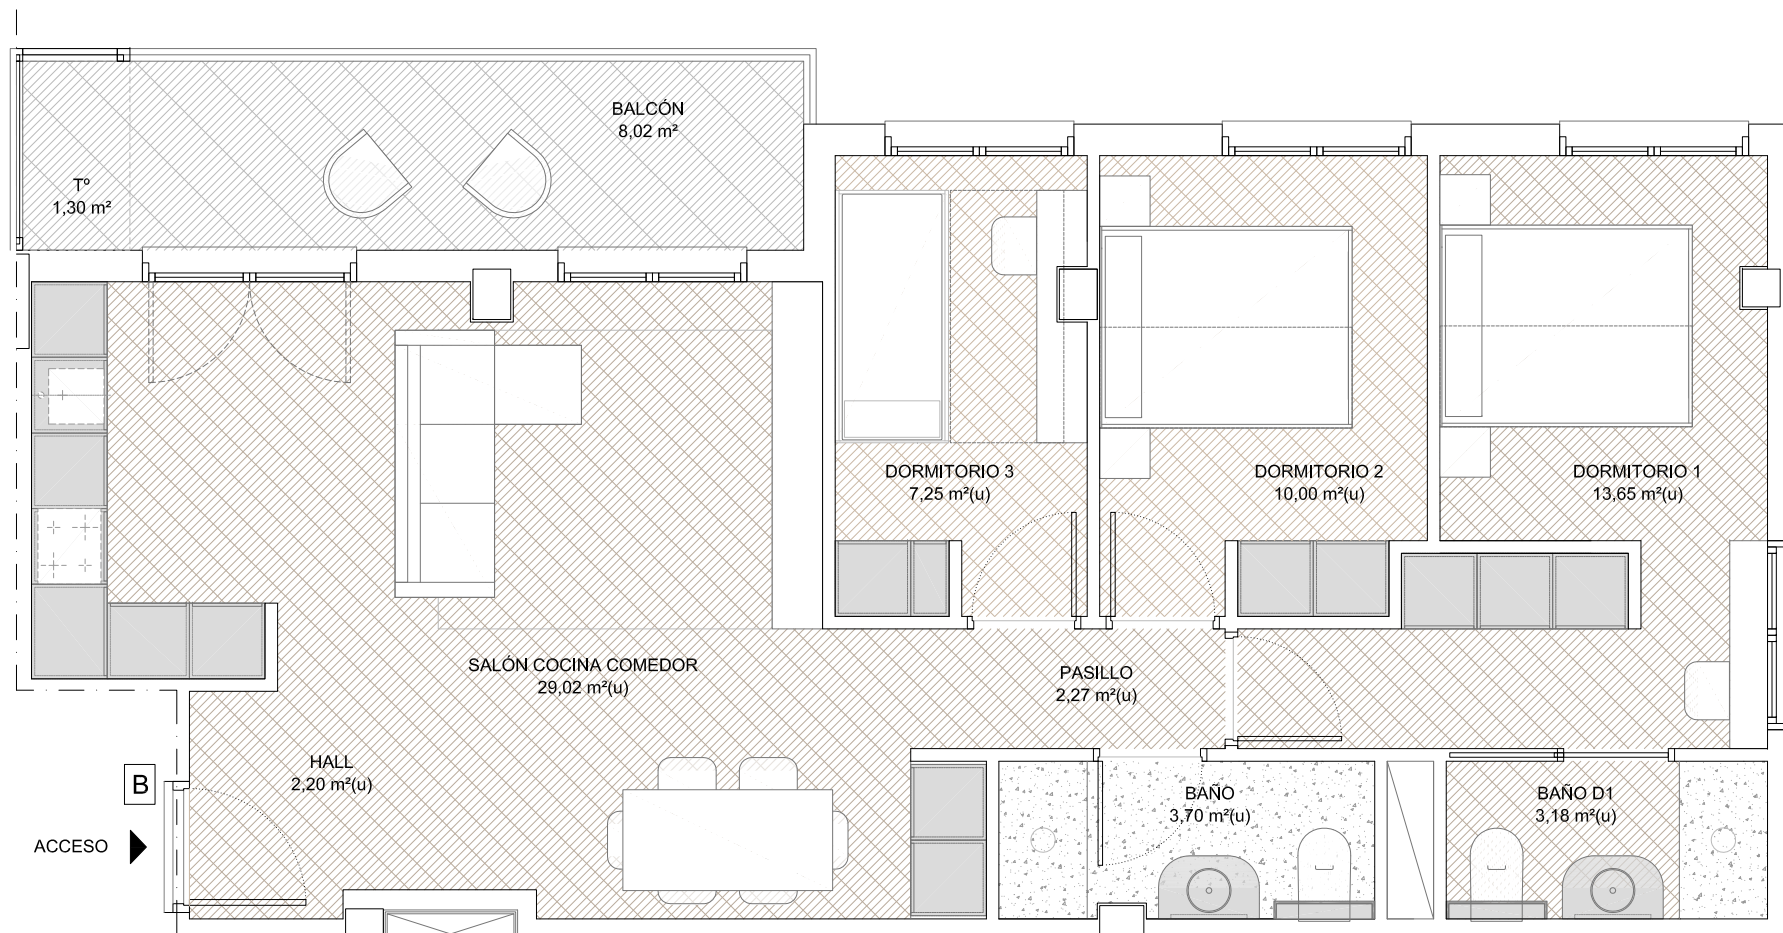 BALCÓN
8,02 m²
Tº
1,30 m²
DORMITORIO 3
7,25 m²(u)
DORMITORIO 2
10,00 m²(u)
DORMITORIO 1
13,65 m²(u)
SALÓN COCINA COMEDOR
29,02 m²(u)
PASILLO
2,27 m²(u)
HALL
2,20 m²(u)
B
ACCESO
BAÑO
3,70 m²(u)
BAÑO D1
3,18 m²(u)